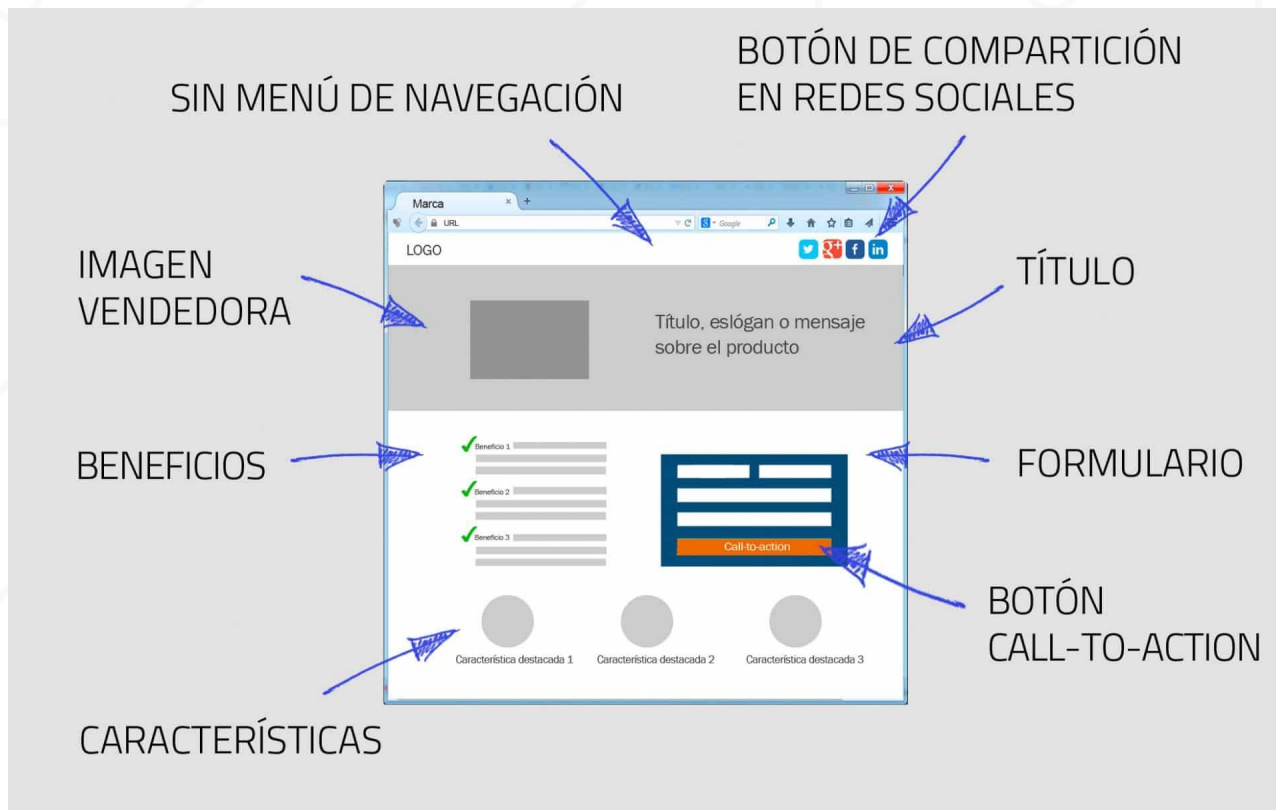 BOTÓN DE COMPARTICIÓN
EN REDES SOCIALES
SIN MENÚ DE NAVEGACIÓN
Marca
URL
Google
LOGO
IMAGEN
VENDEDORA
TÍTULO
Título, eslógan o mensaje
sobre el producto
BENEFICIOS
Beneficio 1
Beneficio 2
Beneficio 3
FORMULARIO
Call-to-action
BOTÓN
CALL-TO-ACTION
Característica destacada 1
Característica destacada 2
Característica destacada 3
CARACTERÍSTICAS